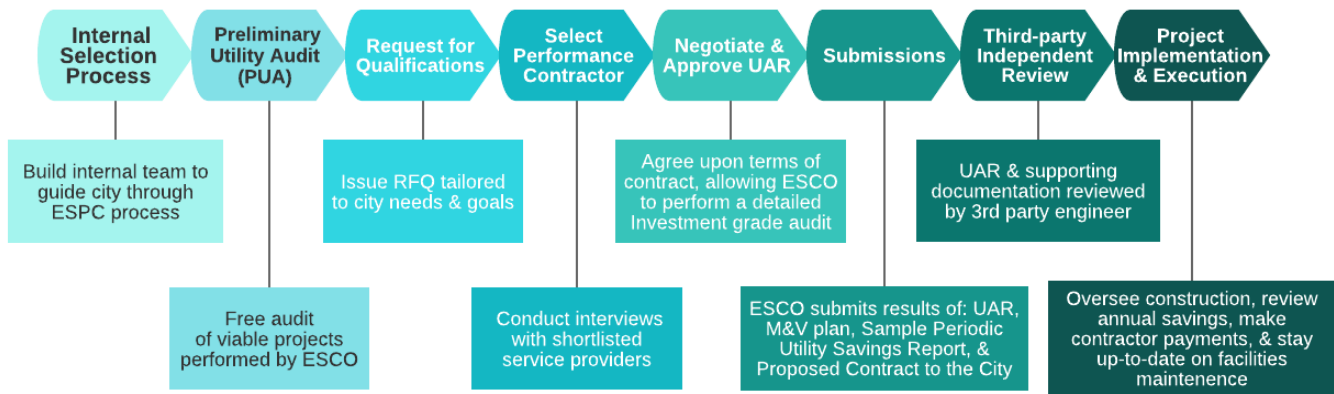 Internal
Selection
Process
Preliminary
Utility Audit
(PUA)
Request for
Qualifications
Select
Performance
Contractor
Negotiate &
Approve UAR
Submissions
Third-party
Independent
Review
Project
Implementation
& Execution
Build internal team to
guide city through
ESPC process
Issue RFQ tailored
to city needs & goals
Agree upon terms of
contract, allowing ESCO
to perform a detailed
Investment grade audit
UAR & supporting
documentation reviewed
by 3rd party engineer
Free audit
of viable projects
performed by ESCO
Conduct interviews
with shortlisted
service providers
ESCO submits results of: UAR,
M&V plan, Sample Periodic
Utility Savings Report, &
Proposed Contract to the City
Oversee construction, review
annual savings, make
contractor payments, & stay
up-to-date on facilities
maintenence